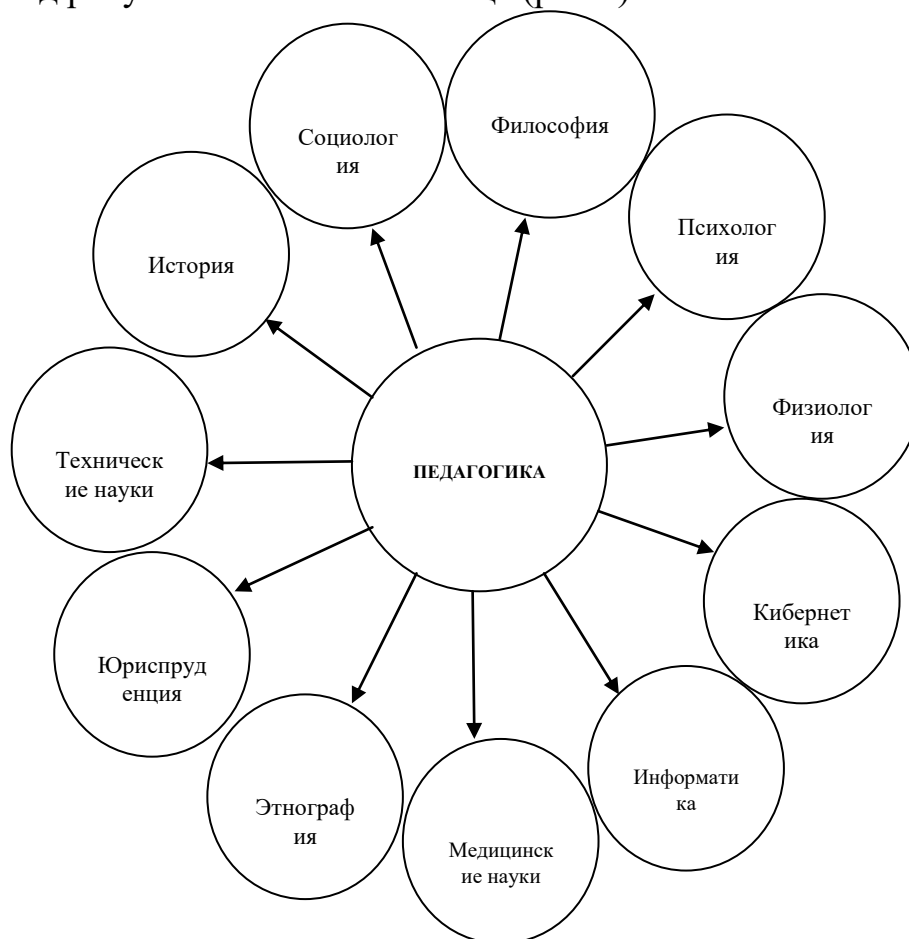 Философия
Социолог
ия
Психолог
ия
История
Физиолог
ия
Техническ
ие науки
ПЕДАГОГИКА
Кибернет
ика
Юриспруд
енция
Информати
ка
Этнограф
ия
Медицинск
ие науки